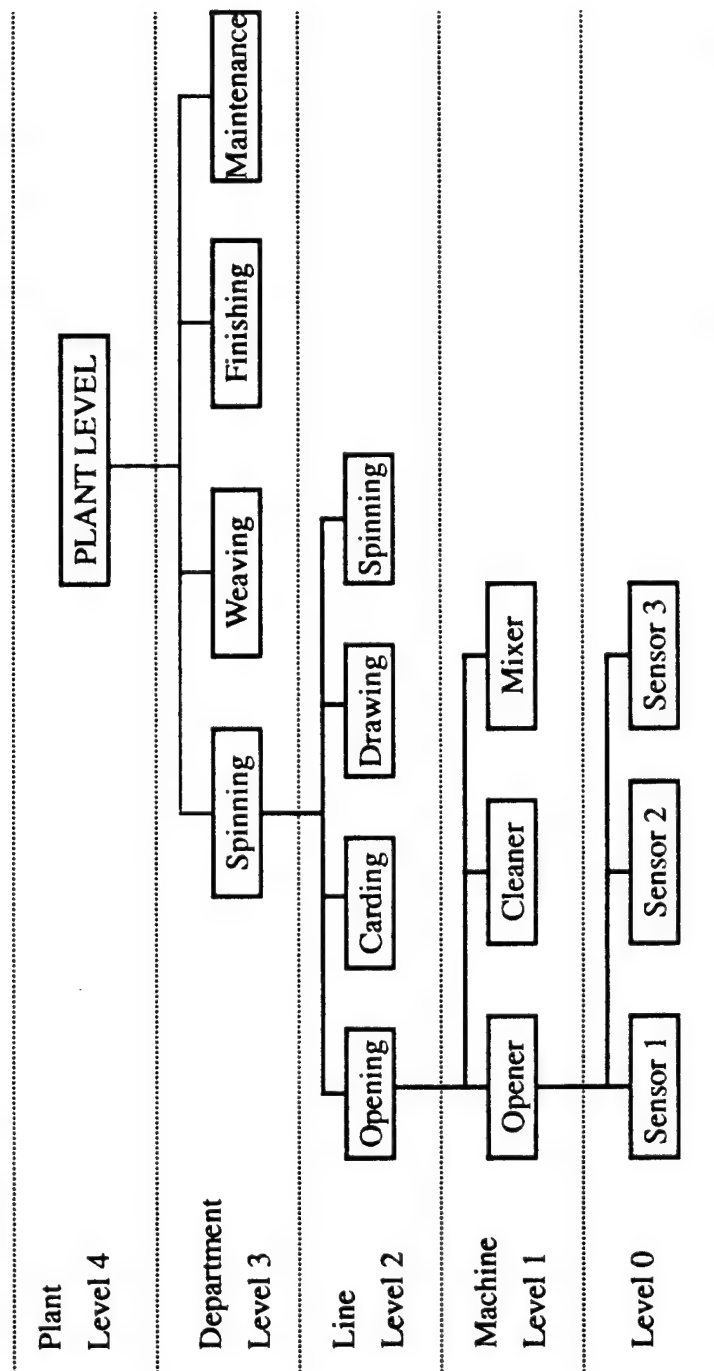 Plant
Level 4
PLANT LEVEL
Department
Level 3
Spinning
Weaving
Finishing
Maintenance
Line
Level 2
Opening
Carding
Drawing
Spinning
Machine
Level 1
Opener
Cleaner
Mixer
Level 0
Sensor 1
Sensor 2
Sensor 3